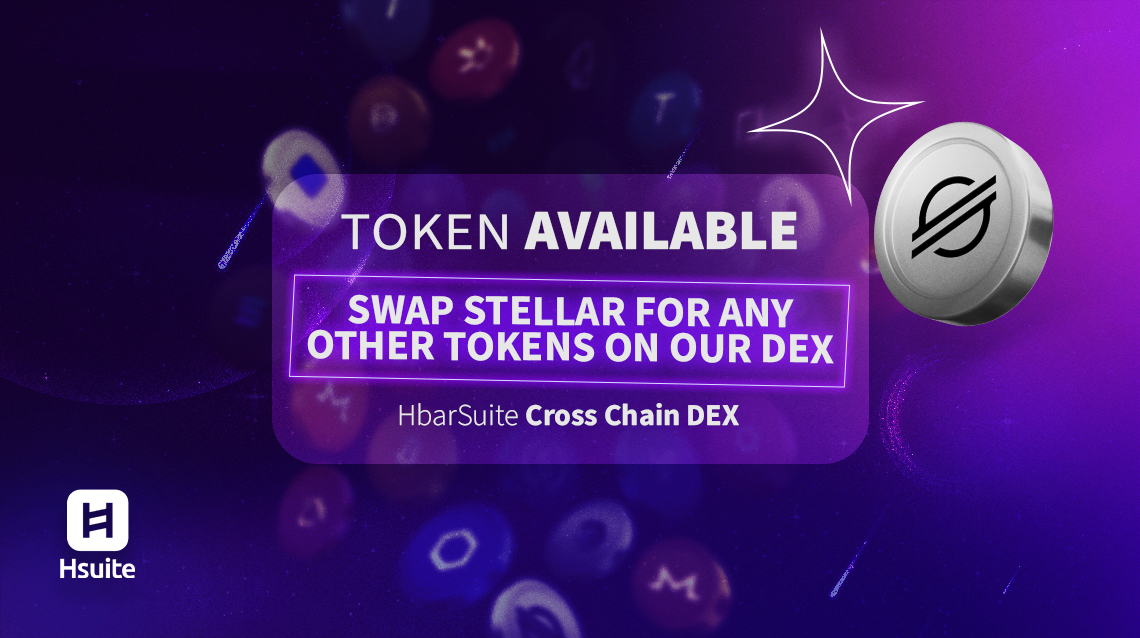 TOKEN AVAILABLE
SWAP STELLAR FOR ANY
OTHER TOKENS ON OUR DEX
HbarSuite Cross Chain DEX
Hsuite